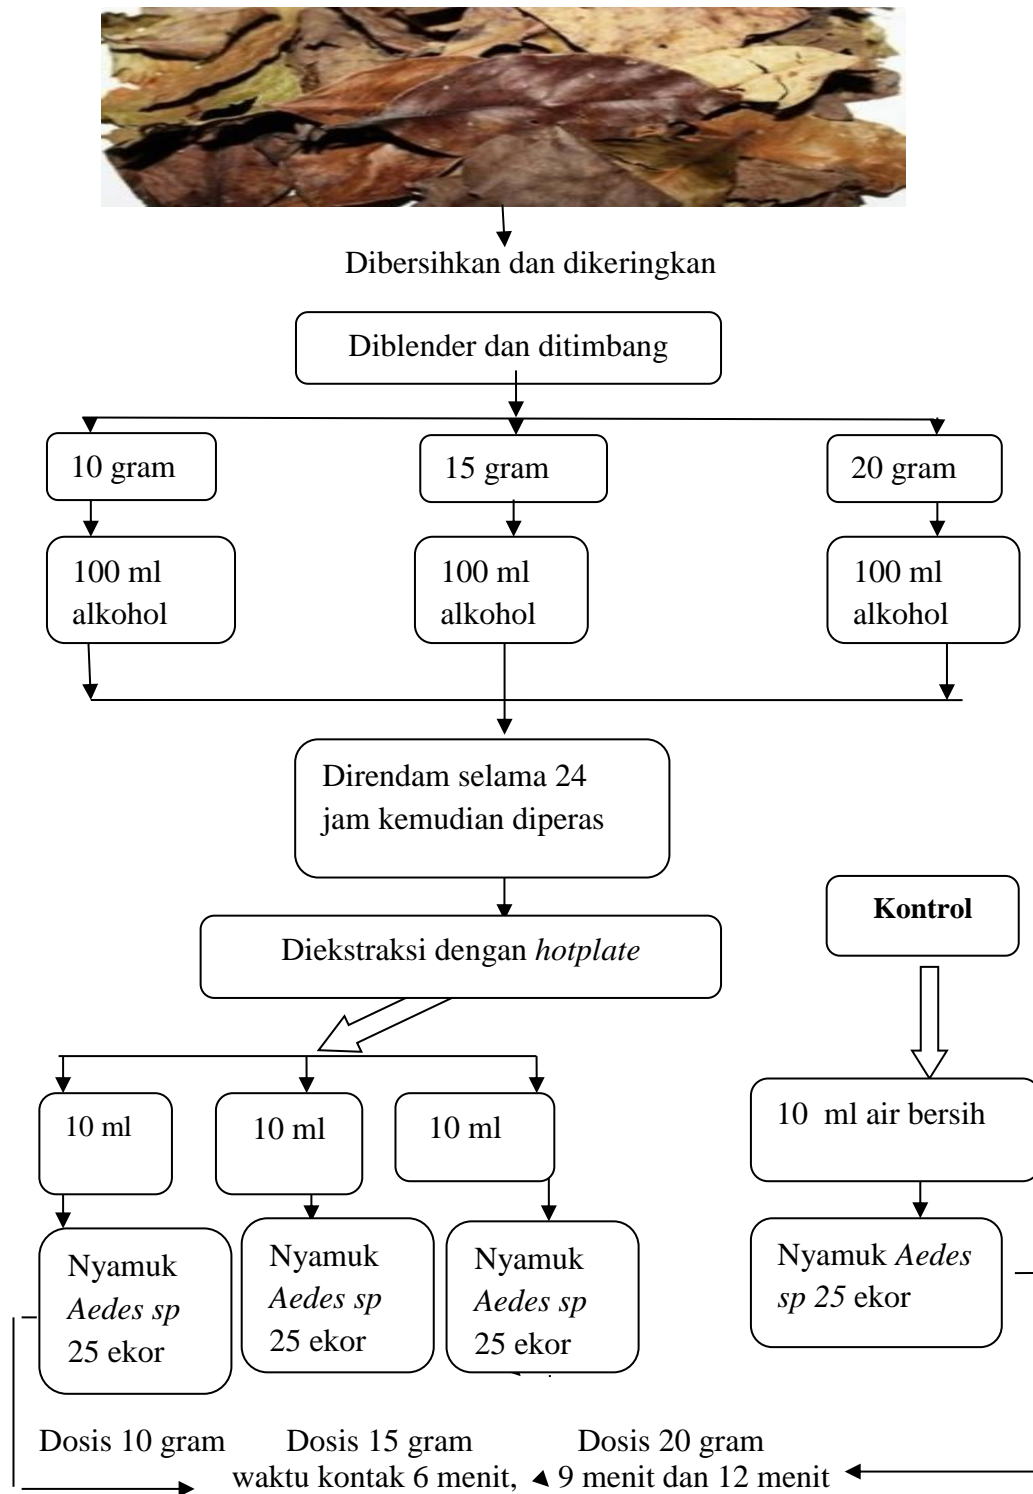 Dibersihkan dan dikeringkan
Diblender dan ditimbang
10 gram
15 gram
20 gram
100 ml
alkohol
100 ml
alkohol
100 ml
alkohol
Direndam selama 24
jam kemudian diperas
Kontrol
Diekstraksi dengan hotplate
10 ml
10 ml
10 ml
10 ml air bersih
Nyamuk
Aedes sp
25 ekor
Nyamuk
Aedes sp
25 ekor
Nyamuk
Aedes sp
25 ekor
Nyamuk Aedes
sp 25 ekor
Dosis 10 gram
Dosis 15 gram
Dosis 20 gram
waktu kontak 6 menit, 9 menit dan 12 menit